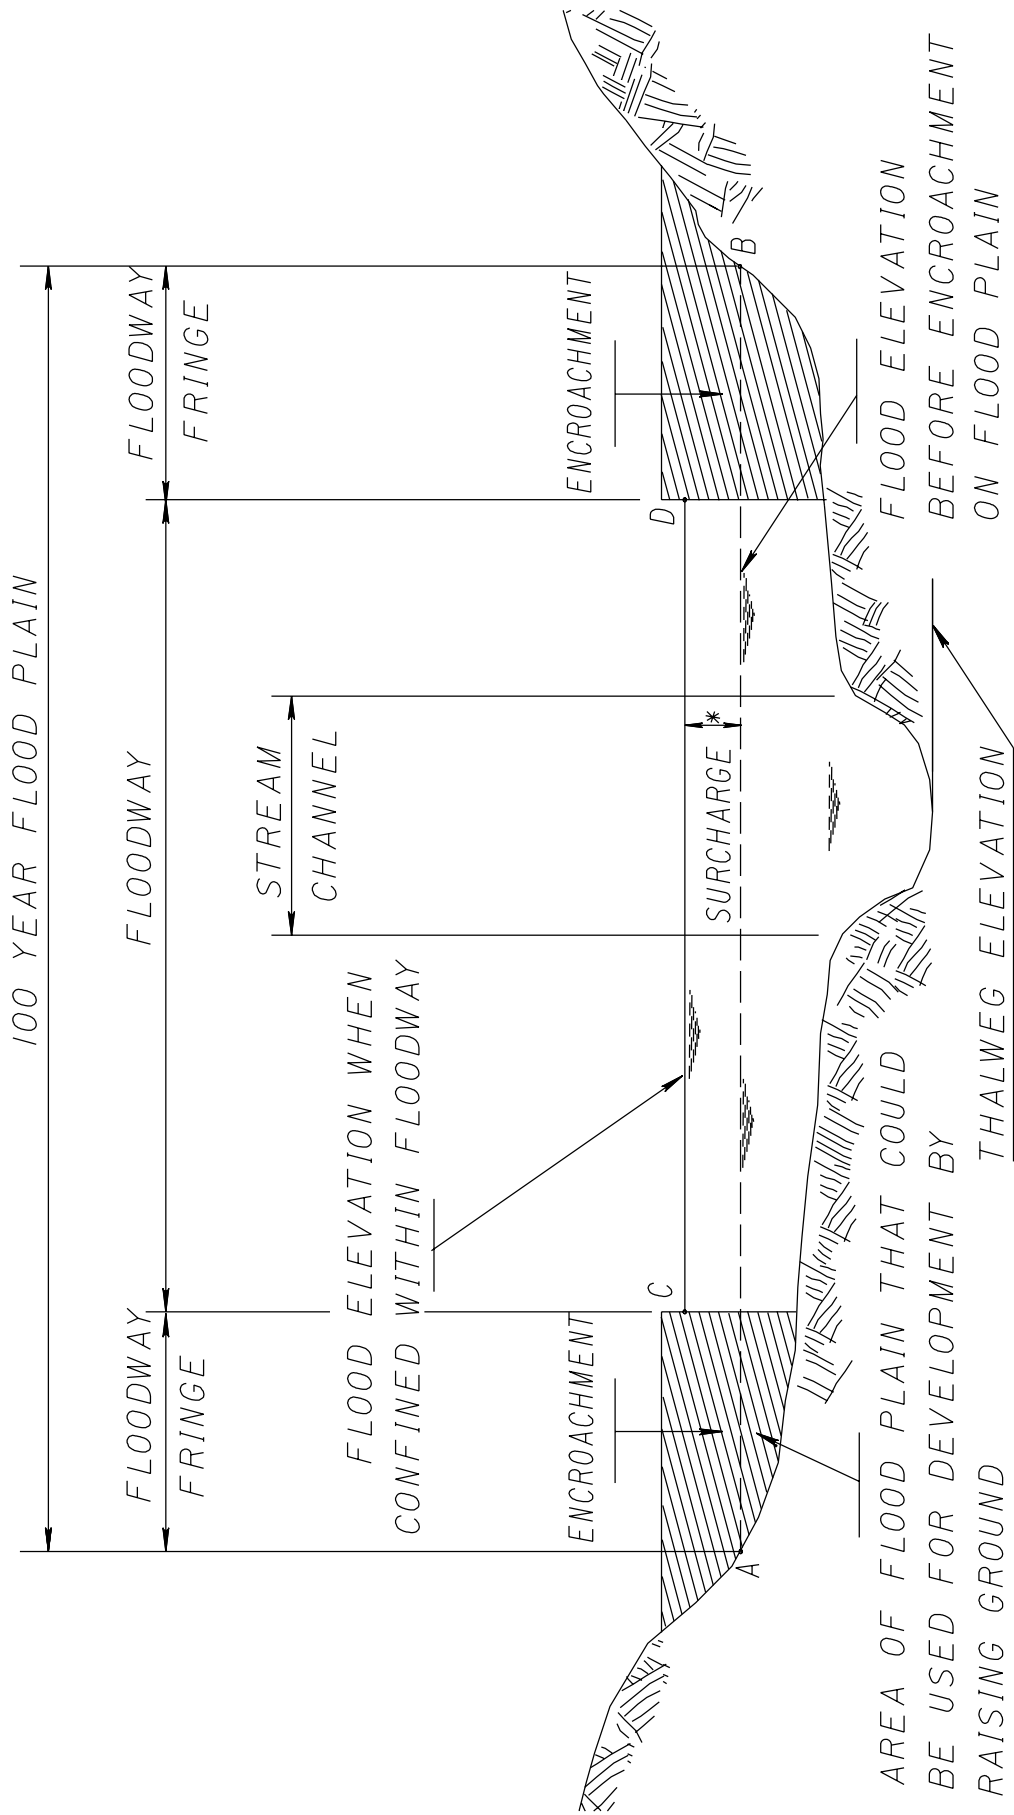 100 YEAR FLOOD PLAIN
FLOODWAY
FRINGE
FLOODWAY
FLOODWAY
FRINGE
STREAM
CHANNEL
FLOOD ELEVATION WHEN
CONFINED WITHIN FLOODWAY
ENCROACHMENT
ENCROACHMENT
C
D
SURCHARGE
*
A
B
AREA OF FLOOD PLAIN THAT COULD
BE USED FOR DEVELOPMENT BY
RAISING GROUND
THALWEG ELEVATION
FLOOD ELEVATION
BEFORE ENCROACHMENT
ON FLOOD PLAIN